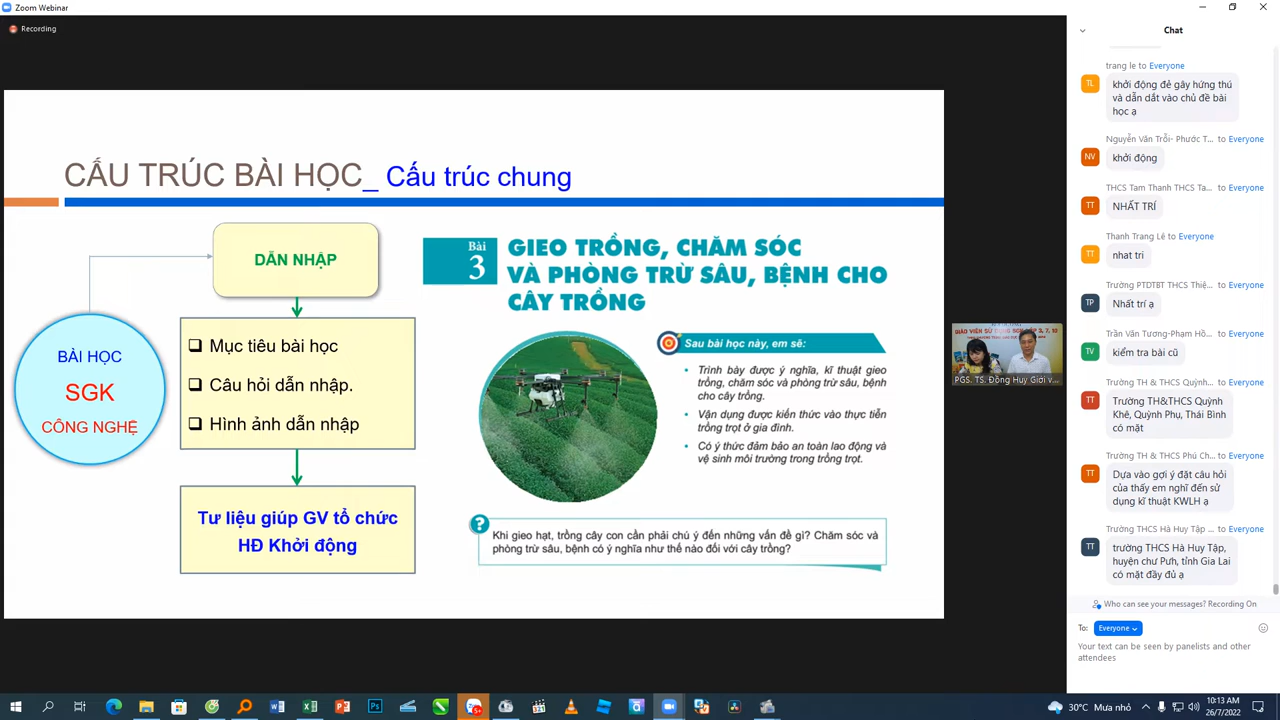 Zoom Webinar
Recording
CẤU TRÚC BÀI HỌC_ Cấu trúc chung
DẪN NHẬP
BÀI HỌC
SGK
CÔNG NGHỆ
❑ Mục tiêu bài học
❑ Câu hỏi dẫn nhập.
❑ Hình ảnh dẫn nhập
Tư liệu giúp GV tổ chức
HĐ Khởi động
Bài
3
GIEO TRỒNG, CHĂM SÓC
VÀ PHÒNG TRỪ SÂU, BỆNH CHO
CÂY TRỒNG
Sau bài học này, em sẽ:
• Trình bày được ý nghĩa, kĩ thuật gieo
trồng, chăm sóc và phòng trừ sâu, bệnh
cho cây trồng.
• Vận dụng được kiến thức vào thực tiễn
trồng trọt ở gia đình.
• Có ý thức đảm bảo an toàn lao động và
vệ sinh môi trường trong trồng trọt.
?
Khi gieo hạt, trồng cây con cần phải chú ý đến những vấn đề gì? Chăm sóc và
phòng trừ sâu, bệnh có ý nghĩa như thế nào đối với cây trồng?
PGS. TS. Đồng Huy Giới v...
Chat
trang le to Everyone
TL
khởi động đẻ gây hứng thú
và dẫn dắt vào chủ đề bài
học ạ
Nguyễn Văn Trỗi- Phước T... to Everyone
NV
khởi động
THCS Tam Thanh THCS Ta... to Everyone
TT
NHẤT TRÍ
Thanh Trang Lê to Everyone
TT
nhat tri
Trường PTDTBT THCS Thiệ... to Everyone
TP
Nhất trí ạ
Trần Văn Tương-Phạm Hồ... to Everyone
TV
kiểm tra bài cũ
Trường TH & THCS Quỳnh... to Everyone
TT
Trường TH&THCS Quỳnh
Khê, Quỳnh Phụ, Thái Bình
có mặt
Trường TH & THCS Phú Ch... to Everyone
TT
Dựa vào gợi ý đặt câu hỏi
của thầy em nghĩ đến sử
dụng kĩ thuật KWLH ạ
Trường THCS Hà Huy Tập ... to Everyone
TT
trường THCS Hà Huy Tập,
huyện chư Pưh, tỉnh Gia Lai
có mặt đầy đủ ạ
Who can see your messages? Recording On
To: Everyone
Your text can be seen by panelists and other
attendees
30°C Mưa nhỏ
10:13 AM
26/7/2022